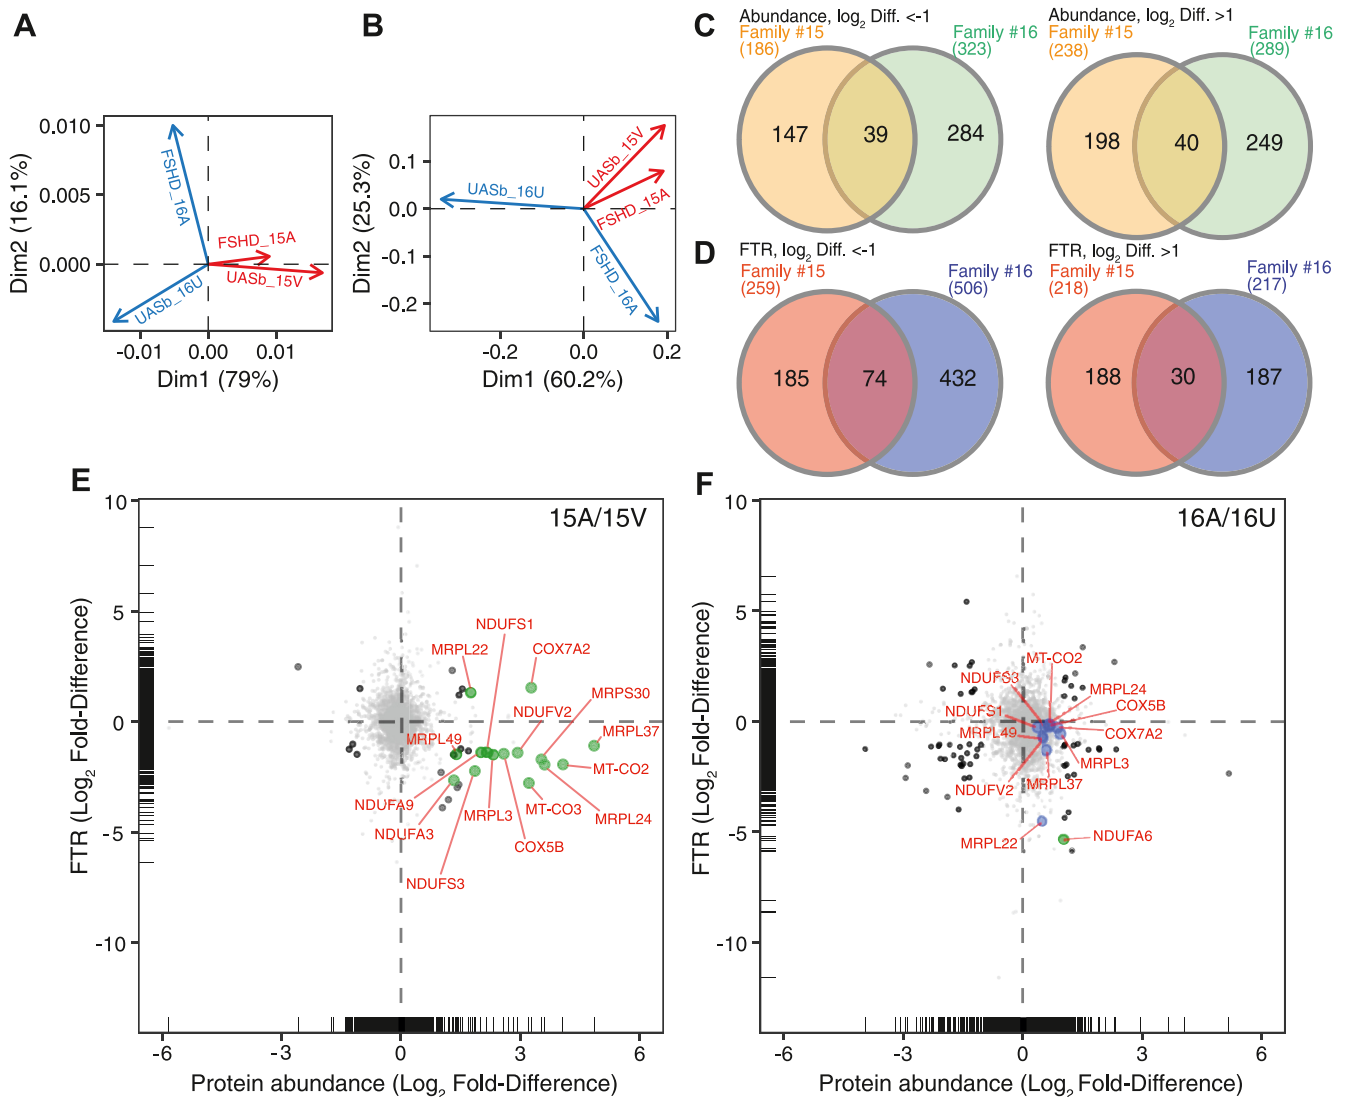 A
0.010
0.005
0.000
Dim2 (16.1%)
FSHD_16A
FSHD_15A
UASb_15V
UASb_16U
-0.01
0.00
0.01
Dim1 (79%)
B
0.1
0.0
-0.1
-0.2
Dim2 (25.3%)
UASb_16U
UASb_15V
FSHD_15A
FSHD_16A
-0.2
0.0
0.2
Dim1 (60.2%)
C
Abundance, log2 Diff. <-1
Family #15
(186)
Family #16
(323)
147
39
284
Abundance, log2 Diff. >1
Family #15
(238)
Family #16
(289)
198
40
249
D
FTR, log2 Diff. <-1
Family #15
(259)
Family #16
(506)
185
74
432
FTR, log2 Diff. >1
Family #15
(218)
Family #16
(217)
188
30
187
E
15A/15V
10
5
0
-5
-10
FTR (Log2 Fold-Difference)
NDUFS1
MRPL22
COX7A2
MRPS30
NDUFV2
MRPL37
MRPL49
MT-CO2
NDUFA9
MRPL3
MT-CO3
MRPL24
NDUFA3
COX5B
NDUFS3
-6
-3
0
3
6
Protein abundance (Log2 Fold-Difference)
F
16A/16U
10
5
0
-5
-10
FTR (Log2 Fold-Difference)
MT-CO2
NDUFS3
MRPL24
NDUFS1
COX5B
MRPL49
COX7A2
MRPL3
NDUFV2
MRPL37
MRPL22
NDUFA6
-6
-3
0
3
6
Protein abundance (Log2 Fold-Difference)